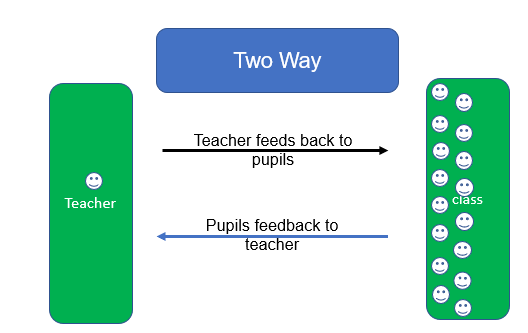 Two Way
Teacher feeds back to
pupils
Teacher
class
Pupils feedback to
teacher